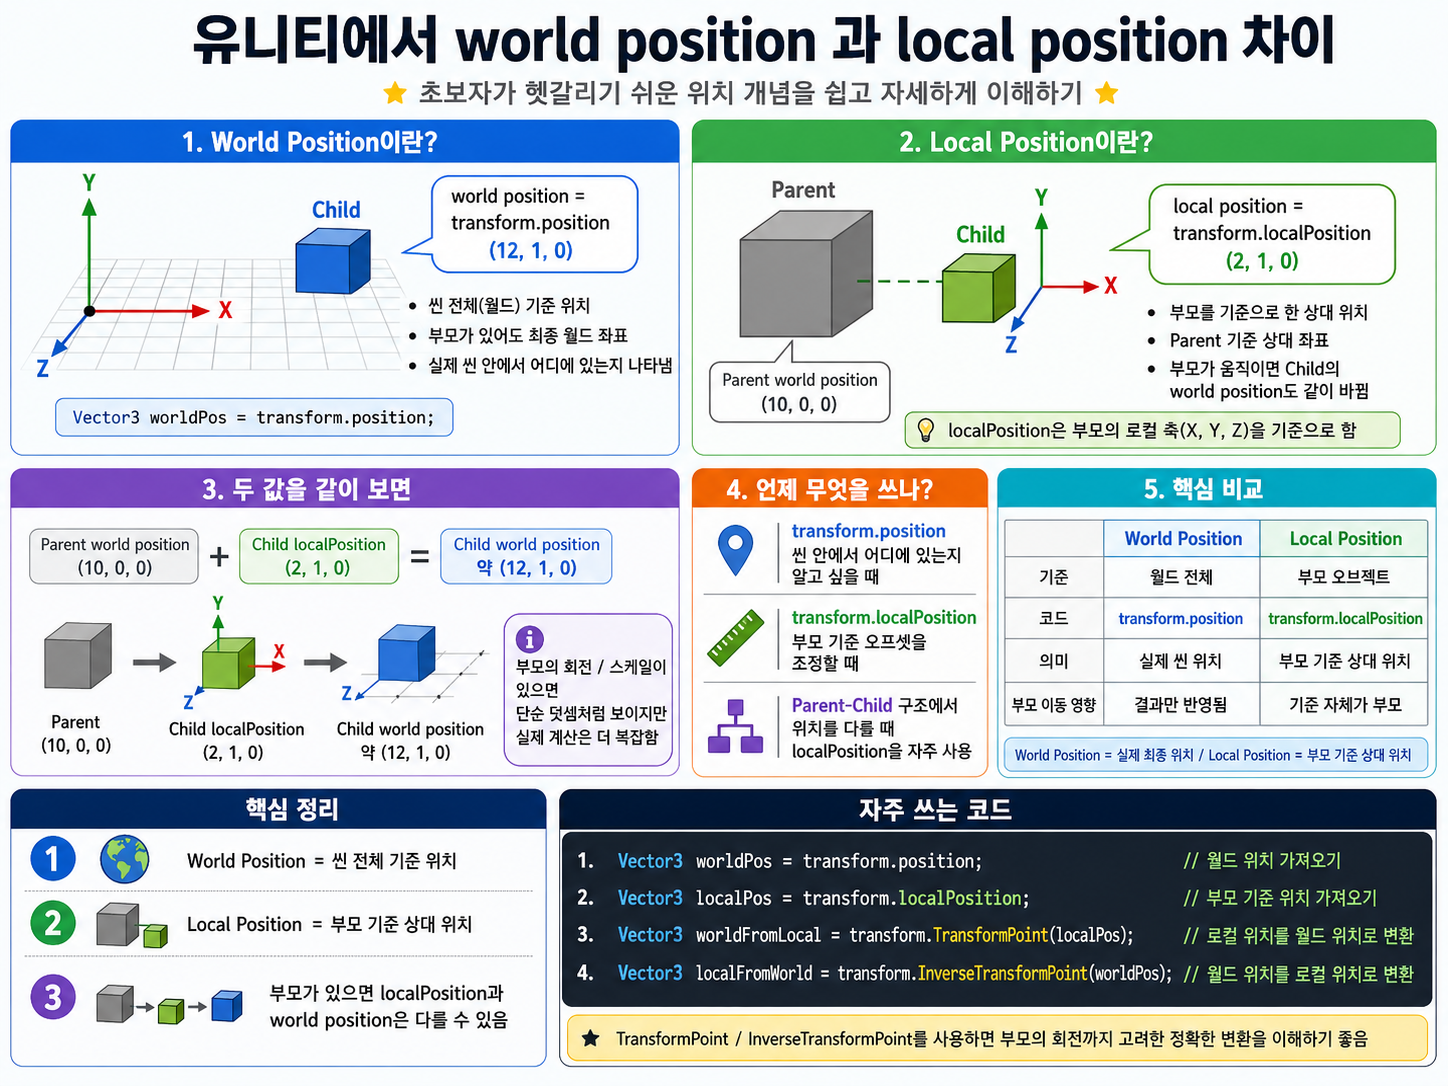 유니티에서 world position 과 local position 차이
초보자가 헷갈리기 쉬운 위치 개념을 쉽고 자세하게 이해하기
1. World Position이란?
Y
X
Z
Child
world position =
transform.position
(12, 1, 0)
• 씬 전체(월드) 기준 위치
• 부모가 있어도 최종 월드 좌표
• 실제 씬 안에서 어디에 있는지 나타냄
Vector3 worldPos = transform.position;
2. Local Position이란?
Parent
Child
Y
X
Z
local position =
transform.localPosition
(2, 1, 0)
Parent world position
(10, 0, 0)
• 부모를 기준으로 한 상대 위치
• Parent 기준 상대 좌표
• 부모가 움직이면 Child의
world position도 같이 바뀜
localPosition은 부모의 로컬 축(X, Y, Z)을 기준으로 함
3. 두 값을 같이 보면
Parent world position
(10, 0, 0)
+
Child localPosition
(2, 1, 0)
=
Child world position
약 (12, 1, 0)
Y
X
Z
Z
Parent
(10, 0, 0)
Child localPosition
(2, 1, 0)
Child world position
약 (12, 1, 0)
i
부모의 회전 / 스케일이
있으면
단순 덧셈처럼 보이지만
실제 계산은 더 복잡함
4. 언제 무엇을 쓰나?
transform.position
씬 안에서 어디에 있는지
알고 싶을 때
transform.localPosition
부모 기준 오프셋을
조정할 때
Parent-Child 구조에서
위치를 다룰 때
localPosition을 자주 사용
5. 핵심 비교
World Position Local Position
기준 월드 전체 부모 오브젝트
코드 transform.position transform.localPosition
의미 실제 씬 위치 부모 기준 상대 위치
부모 이동 영향 결과만 반영됨 기준 자체가 부모
World Position = 실제 최종 위치 / Local Position = 부모 기준 상대 위치
핵심 정리
1 World Position = 씬 전체 기준 위치
2 Local Position = 부모 기준 상대 위치
3 부모가 있으면 localPosition과
world position은 다를 수 있음
자주 쓰는 코드
1. Vector3 worldPos = transform.position; // 월드 위치 가져오기
2. Vector3 localPos = transform.localPosition; // 부모 기준 위치 가져오기
3. Vector3 worldFromLocal = transform.TransformPoint(localPos); // 로컬 위치를 월드 위치로 변환
4. Vector3 localFromWorld = transform.InverseTransformPoint(worldPos); // 월드 위치를 로컬 위치로 변환
★ TransformPoint / InverseTransformPoint를 사용하면 부모의 회전까지 고려한 정확한 변환을 이해하기 좋음